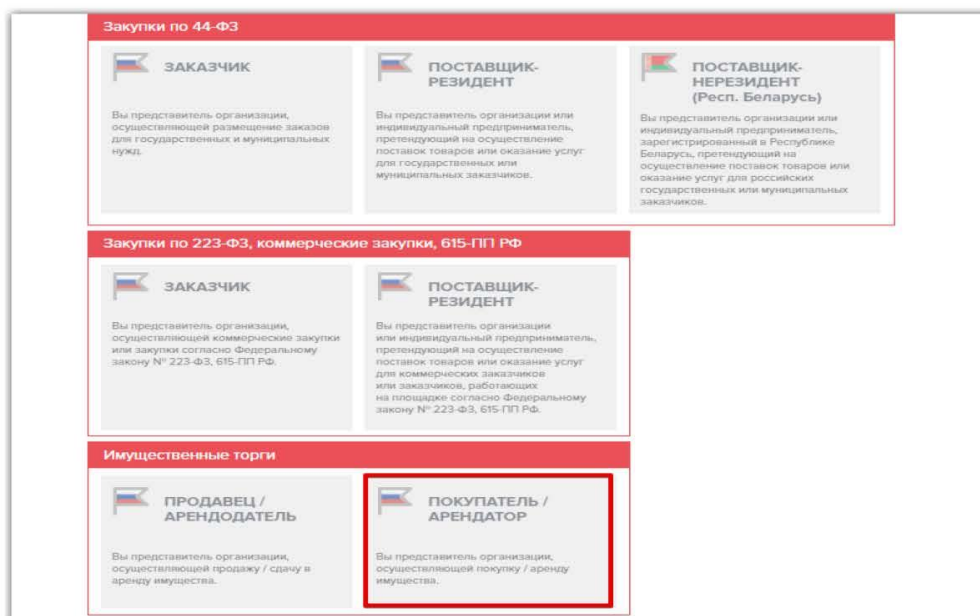 Закупки по 44-ФЗ
ЗАКАЗЧИК
Вы представитель организации,
осуществляющей размещение заказов
для государственных и муниципальных
нужд.
ПОСТАВЩИК-
РЕЗИДЕНТ
Вы представитель организации или
индивидуальный предприниматель,
претендующий на осуществление
поставок товаров или оказание услуг
для государственных или
муниципальных заказчиков.
ПОСТАВЩИК-
НЕРЕЗИДЕНТ
(Респ. Беларусь)
Вы представитель организации или
индивидуальный предприниматель,
зарегистрированный в Республике
Беларусь, претендующий на
осуществление поставок товаров или
оказание услуг для российских
государственных или муниципальных
заказчиков.
Закупки по 223-ФЗ, коммерческие закупки, 615-ПП РФ
ЗАКАЗЧИК
Вы представитель организации,
осуществляющей коммерческие закупки
или закупки согласно Федеральному
закону № 223-ФЗ, 615-ПП РФ.
ПОСТАВЩИК-
РЕЗИДЕНТ
Вы представитель организации
или индивидуальный предприниматель,
претендующий на осуществление
поставок товаров или оказание услуг
для коммерческих заказчиков
или заказчиков, работающих
на площадке согласно Федеральному
закону № 223-ФЗ, 615-ПП РФ.
Имущественные торги
ПРОДАВЕЦ /
АРЕНДОДАТЕЛЬ
Вы представитель организации,
осуществляющей продажу / сдачу в
аренду имущества.
ПОКУПАТЕЛЬ /
АРЕНДАТОР
Вы представитель организации,
осуществляющей покупку / аренду
имущества.